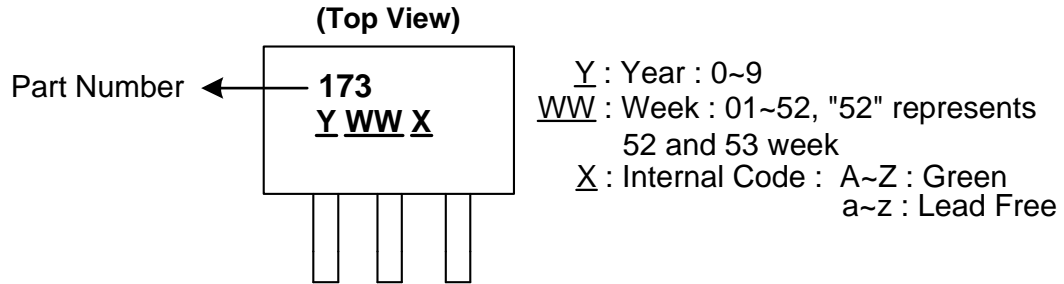 (Top View)
Part Number
173
Y WW X
Y : Year : 0~9
WW : Week : 01~52, "52" represents
52 and 53 week
X : Internal Code : A~Z : Green
a~z : Lead Free